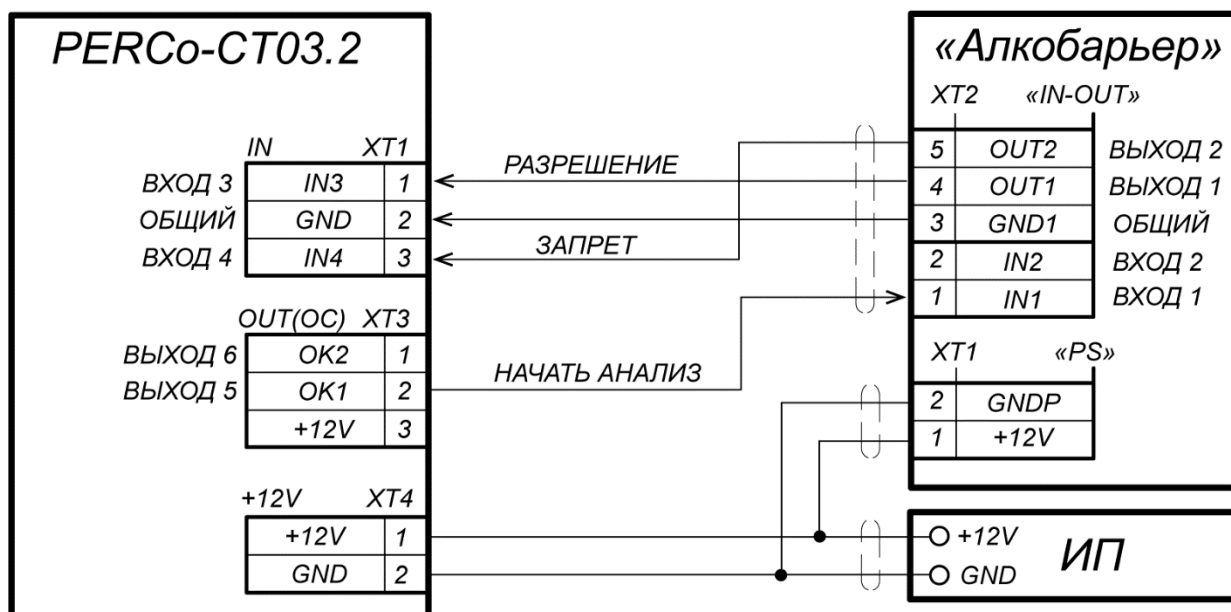 PERCo-CT03.2
IN XT1
ВХОД 3 IN3 1
ОБЩИЙ GND 2
ВХОД 4 IN4 3
OUT(OC) XT3
ВЫХОД 6 OK2 1
ВЫХОД 5 OK1 2
+12V 3
+12V XT4
+12V 1
GND 2
РАЗРЕШЕНИЕ
ЗАПРЕТ
НАЧАТЬ АНАЛИЗ
«Алкобарьер»
XT2 «IN-OUT»
5 OUT2 ВЫХОД 2
4 OUT1 ВЫХОД 1
3 GND1 ОБЩИЙ
2 IN2 ВХОД 2
1 IN1 ВХОД 1
XT1 «PS»
2 GNDP
1 +12V
+12V
GND
ИП